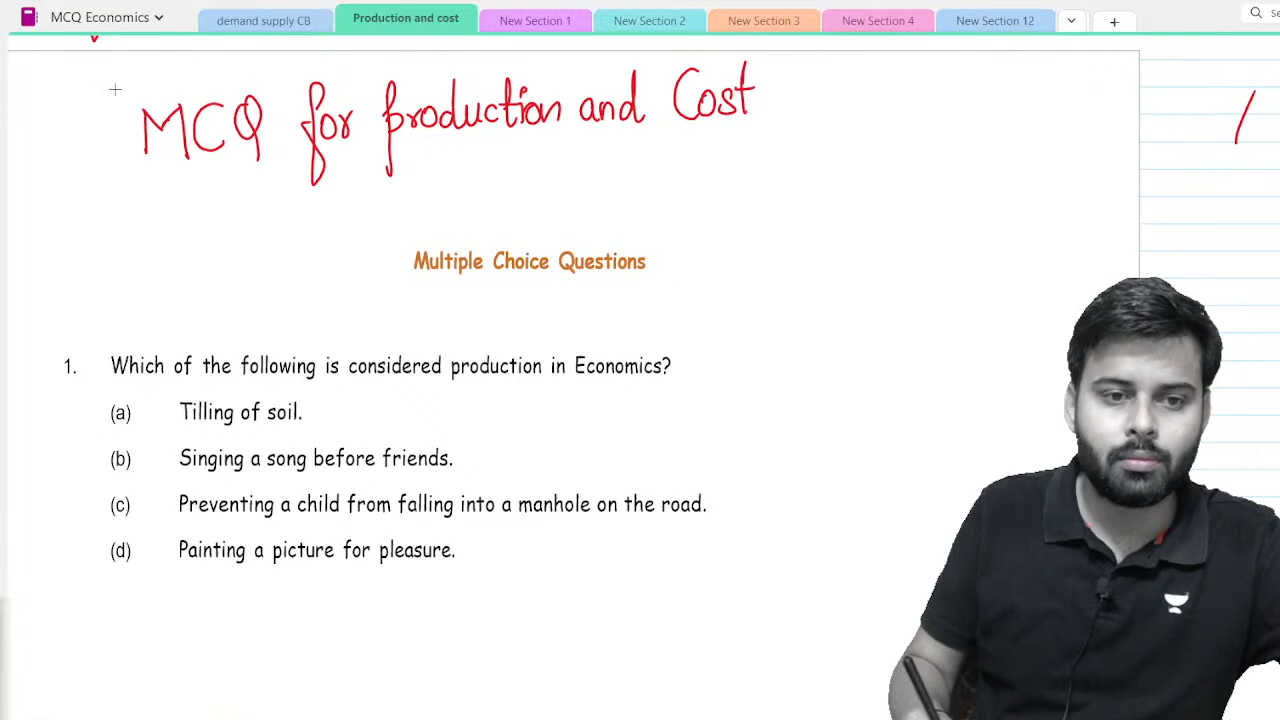 MCQ Economics
demand supply CB
Production and cost
New Section 1
New Section 2
New Section 3
New Section 4
New Section 12
MCQ for production and Cost
Multiple Choice Questions
1. Which of the following is considered production in Economics?
(a) Tilling of soil.
(b) Singing a song before friends.
(c) Preventing a child from falling into a manhole on the road.
(d) Painting a picture for pleasure.